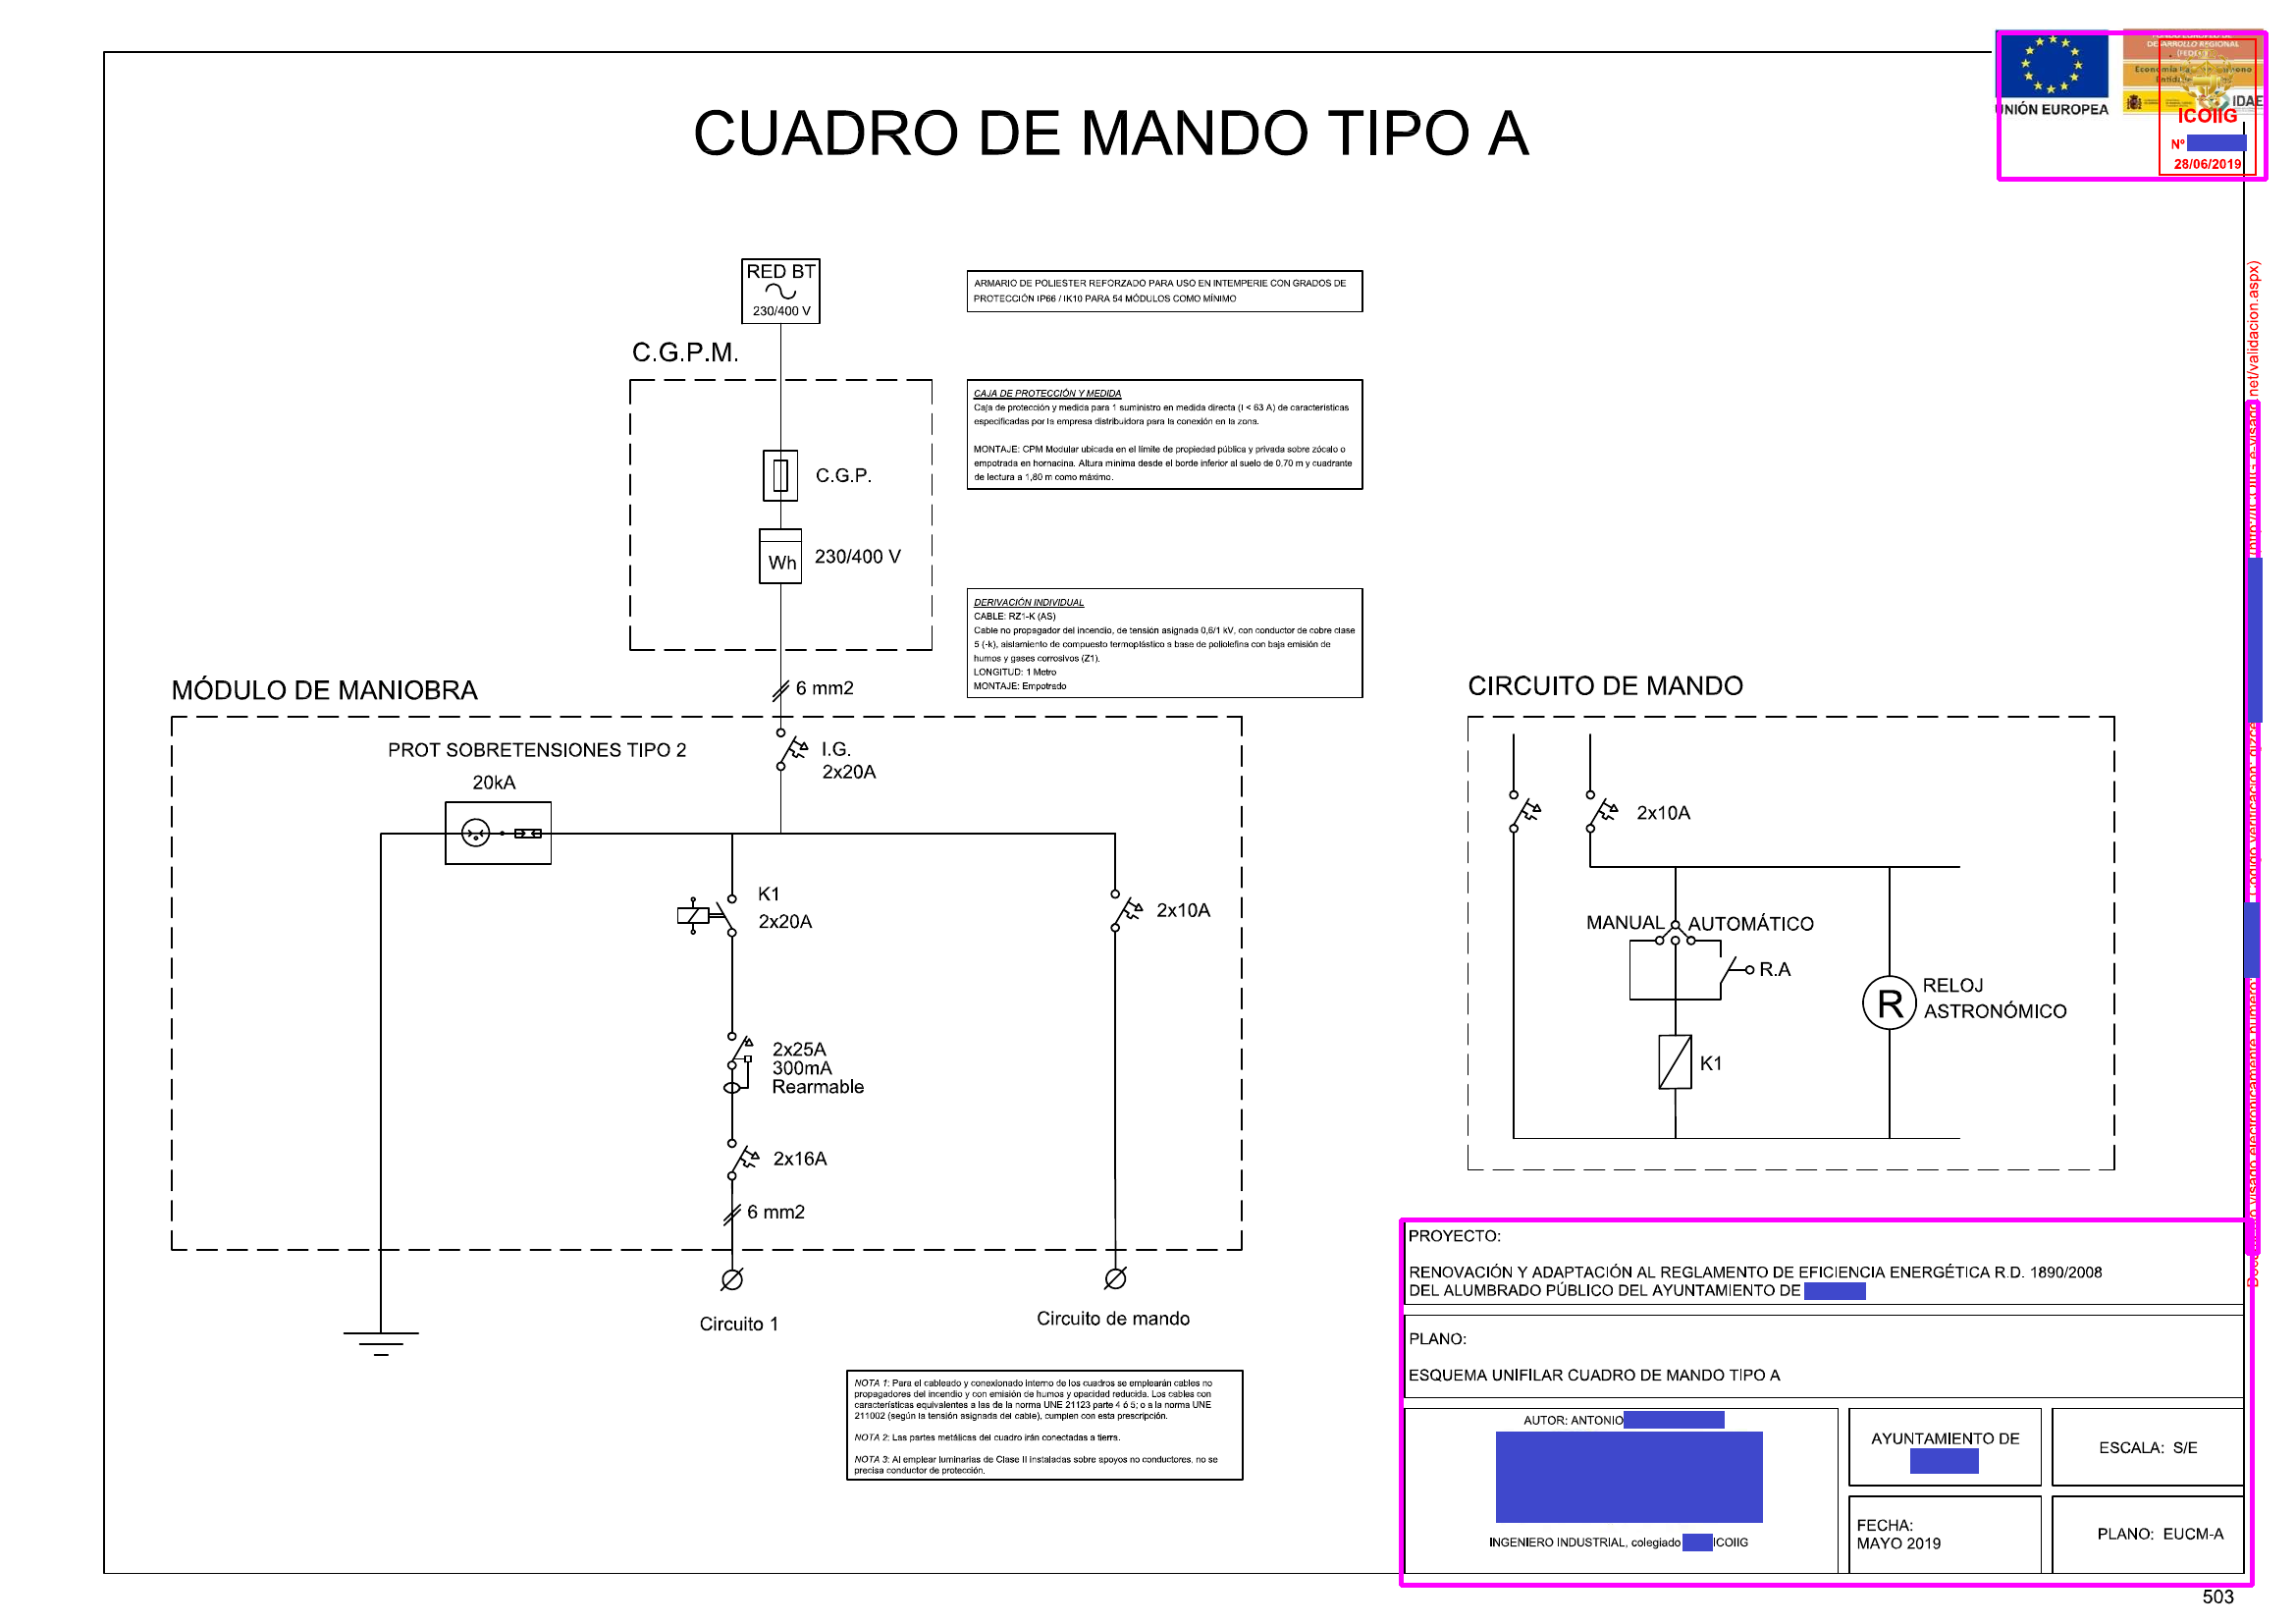 CUADRO DE MANDO TIPO A
UNIÓN EUROPEA
DESARROLLO REGIONAL
IDAE
ICOIIG
Nº
28/06/2019
RED BT
230/400 V
ARMARIO DE POLIESTER REFORZADO PARA USO EN INTEMPERIE CON GRADOS DE
PROTECCIÓN IP66 / IK10 PARA 54 MÓDULOS COMO MÍNIMO
C.G.P.M.
CAJA DE PROTECCIÓN Y MEDIDA
Caja de protección y medida para 1 suministro en medida directa (I < 63 A) de características
especificadas por la empresa distribuidora para la conexión en la zona.
MONTAJE: CPM Modular ubicada en el límite de propiedad pública y privada sobre zócalo o
empotrada en hornacina. Altura minima desde el borde inferior al suelo de 0.70 m y cuadrante
de lectura a 1,80 m como máximo.
C.G.P.
Wh
230/400 V
DERIVACIÓN INDIVIDUAL
CABLE: RZ1-K (AS)
Cable no propagador del incendio, de tensión asignada 0,6/1 kV, con conductor de cobre clase
5 (-k), aislamiento de compuesto termoplástico a base de poliolefina con baja emisión de
humos y gases corrosivos (Z1).
LONGITUD: 1 Metro
MONTAJE: Empotrado
6 mm2
MÓDULO DE MANIOBRA
PROT SOBRETENSIONES TIPO 2
20kA
I.G.
2x20A
K1
2x20A
2x10A
2x25A
300mA
Rearmable
2x16A
6 mm2
Circuito 1
Circuito de mando
CIRCUITO DE MANDO
2x10A
MANUAL
AUTOMÁTICO
R.A
K1
R
RELOJ
ASTRONÓMICO
NOTA 1: Para el cableado y conexionado interno de los cuadros se emplearán cables no
propagadores del incendio y con emisión de humos y opacidad reducida. Los cables con
características equivalentes a las de la norma UNE 21123 parte 4 ó 5; o a la norma UNE
211002 (según la tensión asignada del cable), cumplen con esta prescripción.
NOTA 2: Las partes metálicas del cuadro irán conectadas a tierra.
NOTA 3: Al emplear luminarias de Clase II instaladas sobre apoyos no conductores, no se
precisa conductor de protección.
PROYECTO:
RENOVACIÓN Y ADAPTACIÓN AL REGLAMENTO DE EFICIENCIA ENERGÉTICA R.D. 1890/2008
DEL ALUMBRADO PÚBLICO DEL AYUNTAMIENTO DE
PLANO:
ESQUEMA UNIFILAR CUADRO DE MANDO TIPO A
AUTOR: ANTONIO
INGENIERO INDUSTRIAL, colegiado ICOIIG
AYUNTAMIENTO DE
ESCALA: S/E
FECHA:
MAYO 2019
PLANO: EUCM-A
503
net/validacion.aspx)